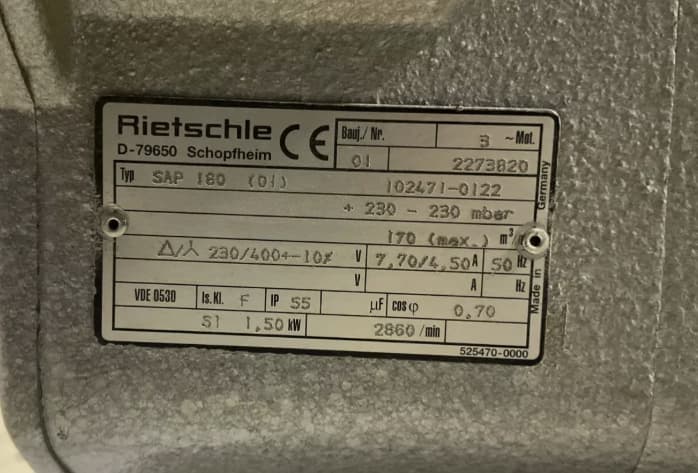 Rietschle CE
D-79650 Schopfheim
Bauj./ Nr. 3 ~Mot.
01 2273820
Typ SAP 180 (01) 102471-0122
+ 230 - 230 mbar
170 (max.) m³
Δ/⅄ 230/400+-10% V 7,70/4,50 A 50 Hz
V A Hz
VDE 0530 Is. Kl. F IP 55 µF cos φ 0,70
S1 1,50 kW 2860 /min
525470-0000
Made in Germany